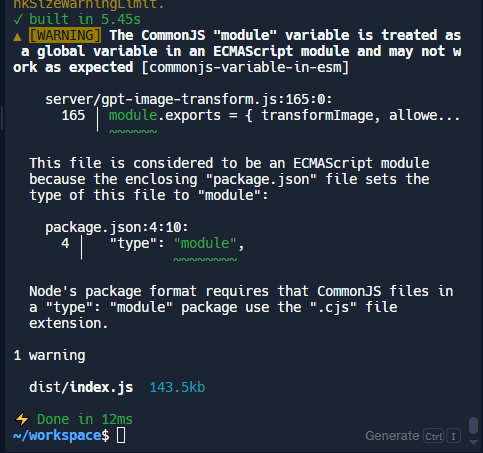 nkSizeWarningLimit.
✓ built in 5.45s
▲ [WARNING] The CommonJS "module" variable is treated as
a global variable in an ECMAScript module and may not w
ork as expected [commonjs-variable-in-esm]
server/gpt-image-transform.js:165:0:
165 │ module.exports = { transformImage, allowe...
~~~~~~
This file is considered to be an ECMAScript module
because the enclosing "package.json" file sets the
type of this file to "module":
package.json:4:10:
4 │ "type": "module",
~~~~~~~~
Node's package format requires that CommonJS files in
a "type": "module" package use the ".cjs" file
extension.
1 warning
dist/index.js 143.5kb
⚡ Done in 12ms
~/workspace$
Generate Ctrl I